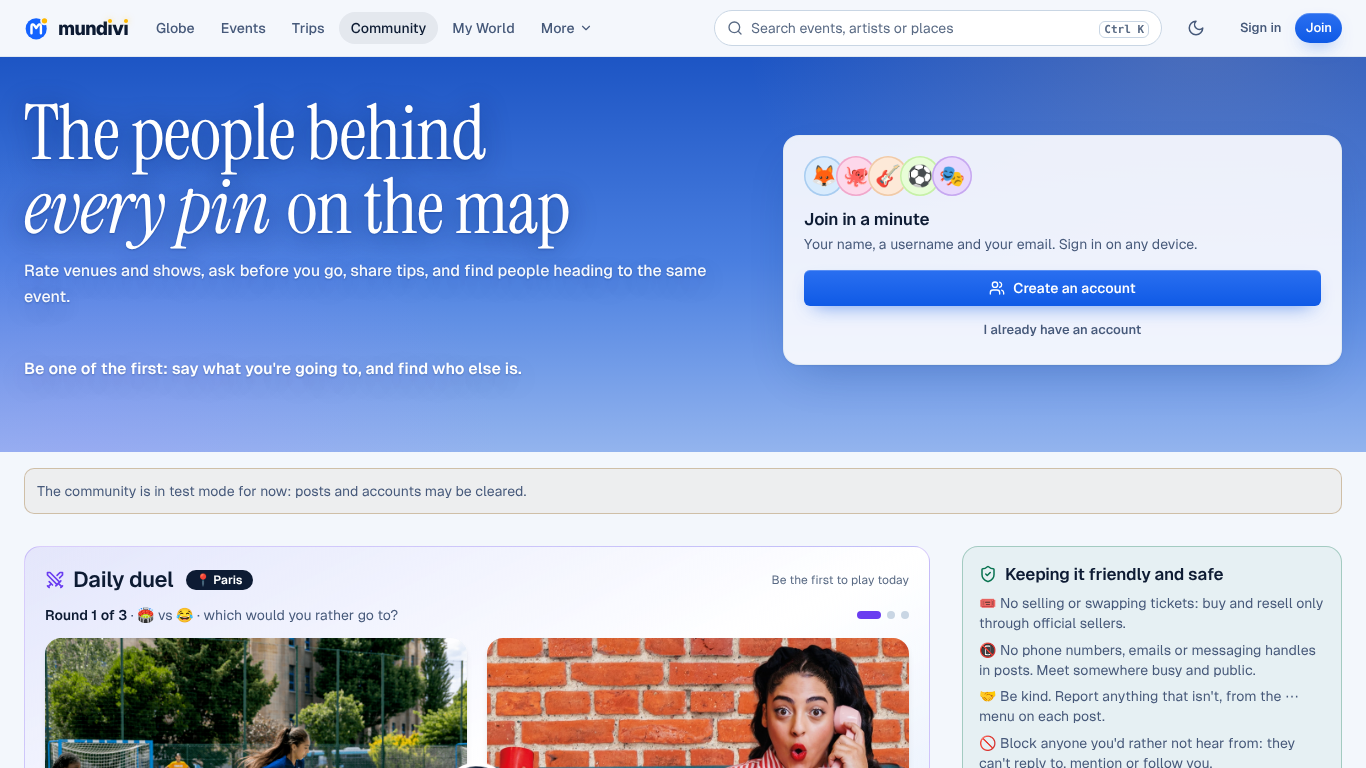 mundivi
Globe
Events
Trips
Community
My World
More
Search events, artists or places
Ctrl K
Sign in
Join
The people behind
every pin on the map
Rate venues and shows, ask before you go, share tips, and find people heading to the same
event.
Be one of the first: say what you're going to, and find who else is.
Join in a minute
Your name, a username and your email. Sign in on any device.
Create an account
I already have an account
The community is in test mode for now: posts and accounts may be cleared.
Daily duel
📍 Paris
Be the first to play today
Round 1 of 3 · 🏟️ vs 😂 · which would you rather go to?
Keeping it friendly and safe
🎟️ No selling or swapping tickets: buy and resell only
through official sellers.
📵 No phone numbers, emails or messaging handles
in posts. Meet somewhere busy and public.
🤝 Be kind. Report anything that isn't, from the ···
menu on each post.
🚫 Block anyone you'd rather not hear from: they
can't reply to, mention or follow you.